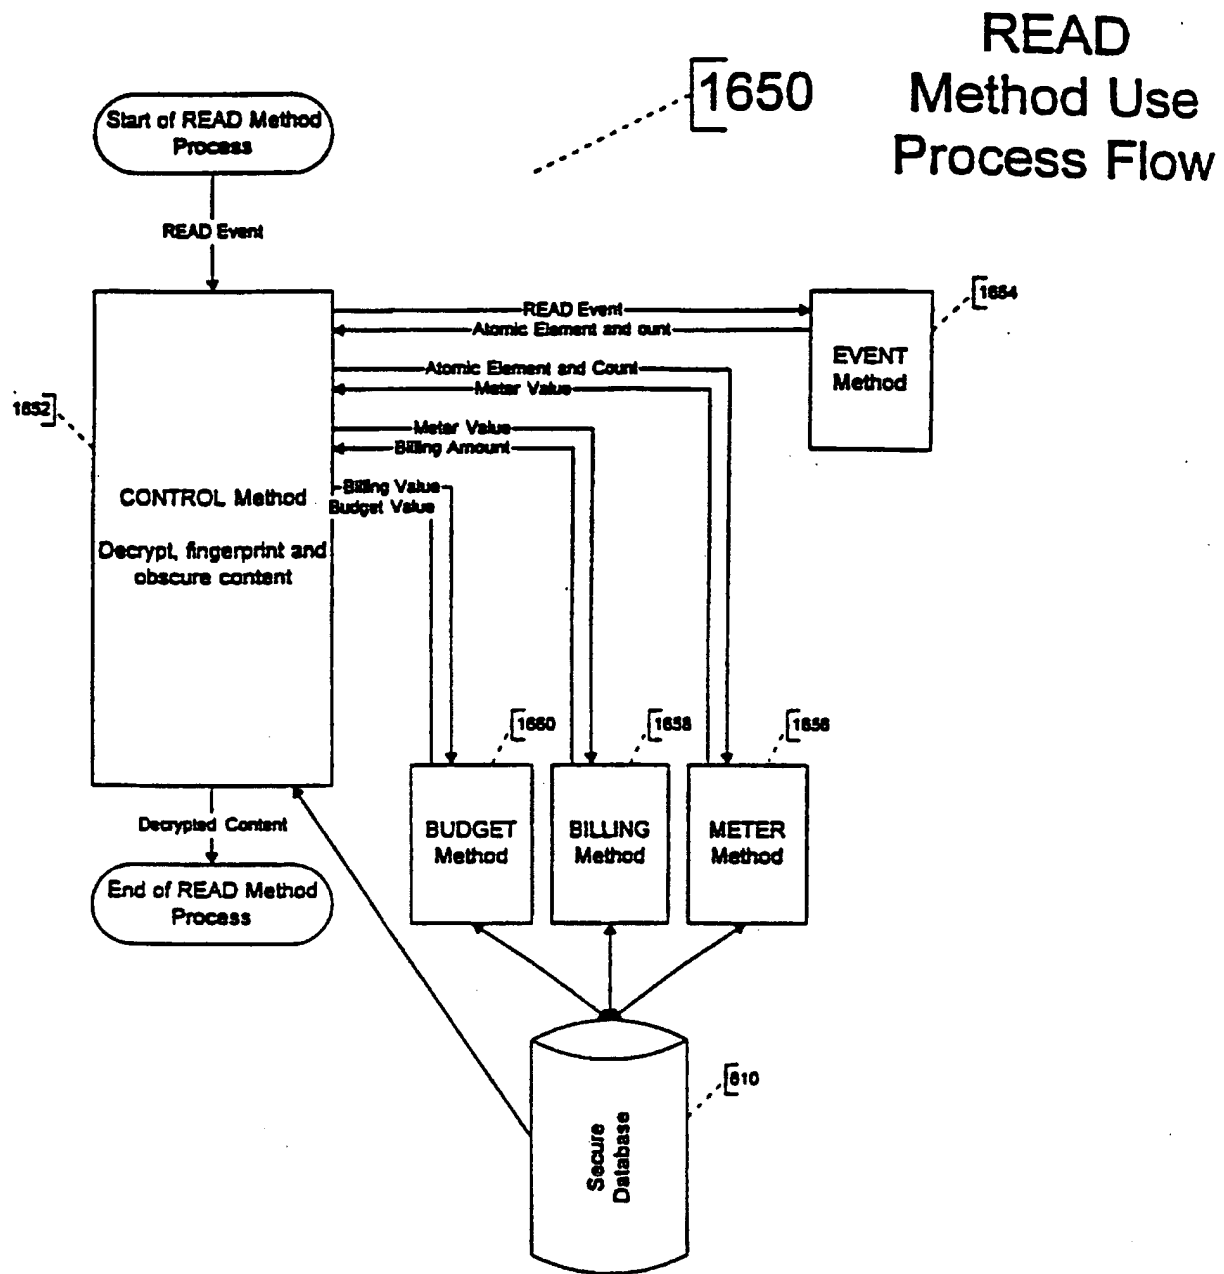 READ
Method Use
Process Flow
1650
Start of READ Method
Process
READ Event
READ Event
Atomic Element and ount
1654
EVENT
Method
Atomic Element and Count
Meter Value
1652
Meter Value
Billing Amount
Billing Value
Budget Value
CONTROL Method
Decrypt, fingerprint and
obscure content
1660
1658
1656
Decrypted Content
BUDGET
Method
BILLING
Method
METER
Method
End of READ Method
Process
610
Secure
Database